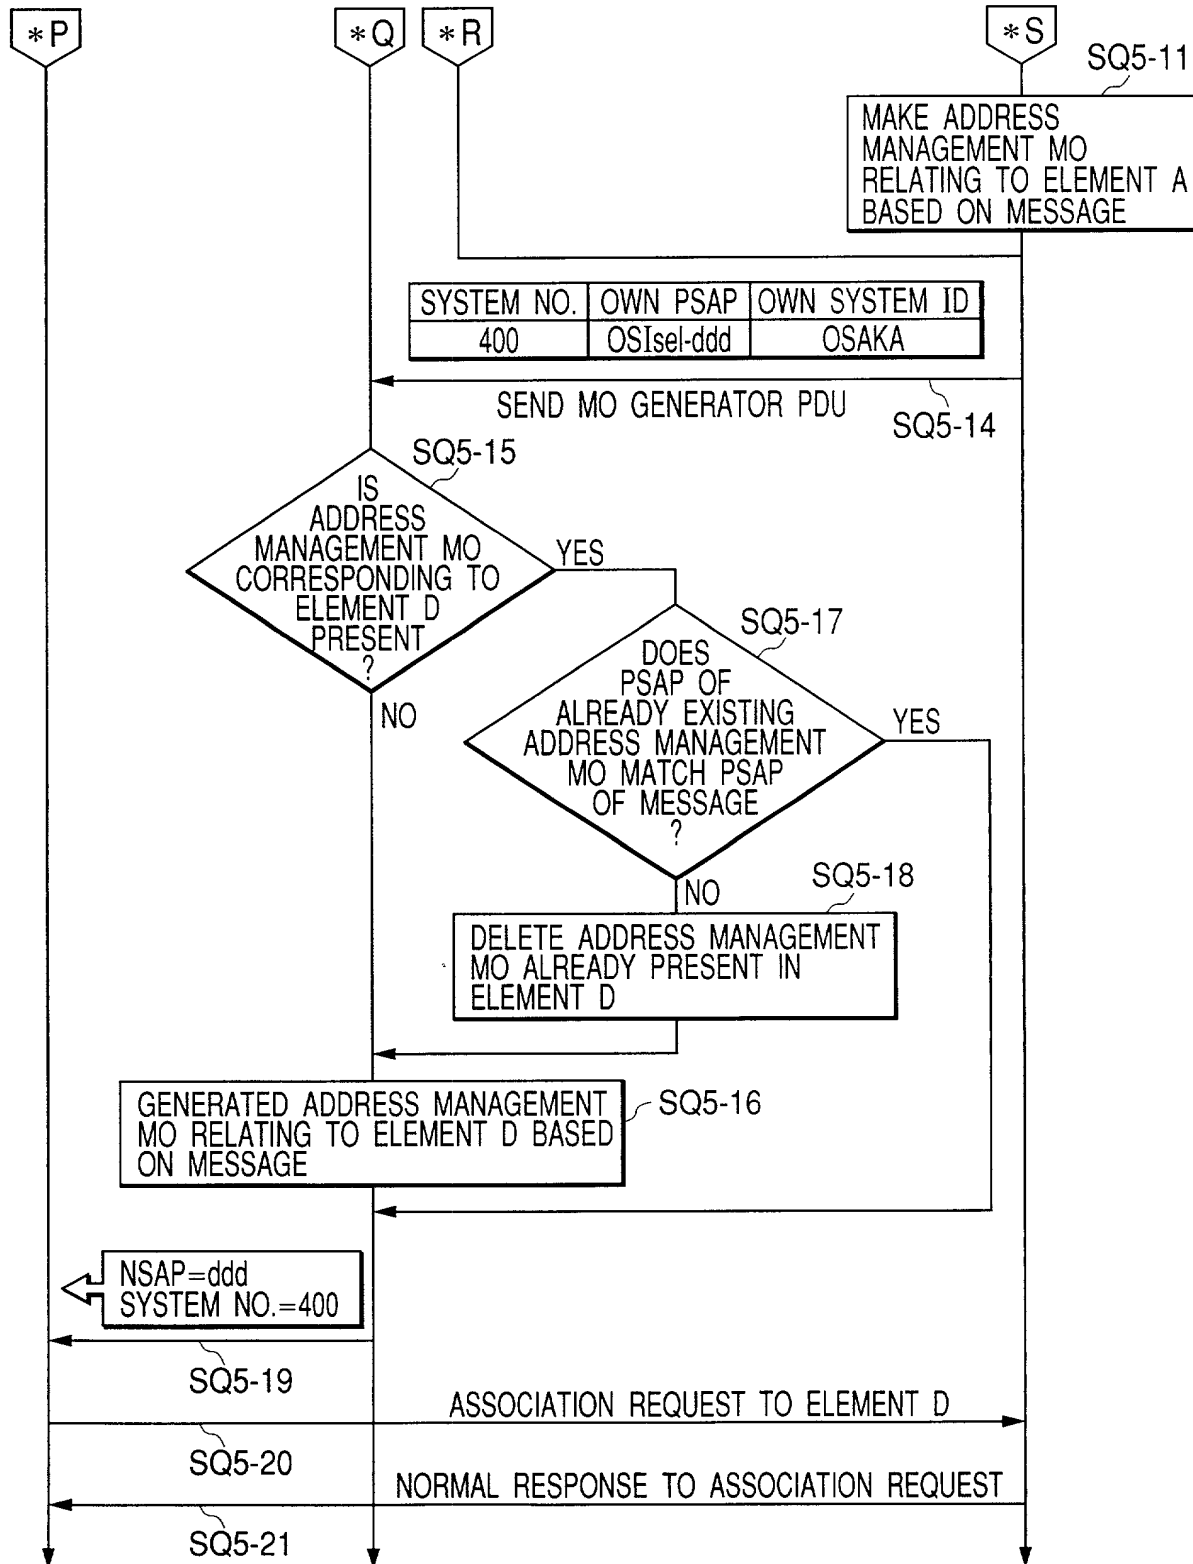 *P
*Q
*R
*S
SQ5-11
MAKE ADDRESS
MANAGEMENT MO
RELATING TO ELEMENT A
BASED ON MESSAGE
SYSTEM NO. OWN PSAP OWN SYSTEM ID
400 OSIsel-ddd OSAKA
SEND MO GENERATOR PDU
SQ5-14
SQ5-15
IS
ADDRESS
MANAGEMENT MO
CORRESPONDING TO
ELEMENT D
PRESENT
?
YES
NO
SQ5-17
DOES
PSAP OF
ALREADY EXISTING
ADDRESS MANAGEMENT
MO MATCH PSAP
OF MESSAGE
?
YES
NO
SQ5-18
DELETE ADDRESS MANAGEMENT
MO ALREADY PRESENT IN
ELEMENT D
GENERATED ADDRESS MANAGEMENT
MO RELATING TO ELEMENT D BASED
ON MESSAGE
SQ5-16
NSAP=ddd
SYSTEM NO.=400
SQ5-19
ASSOCIATION REQUEST TO ELEMENT D
SQ5-20
NORMAL RESPONSE TO ASSOCIATION REQUEST
SQ5-21